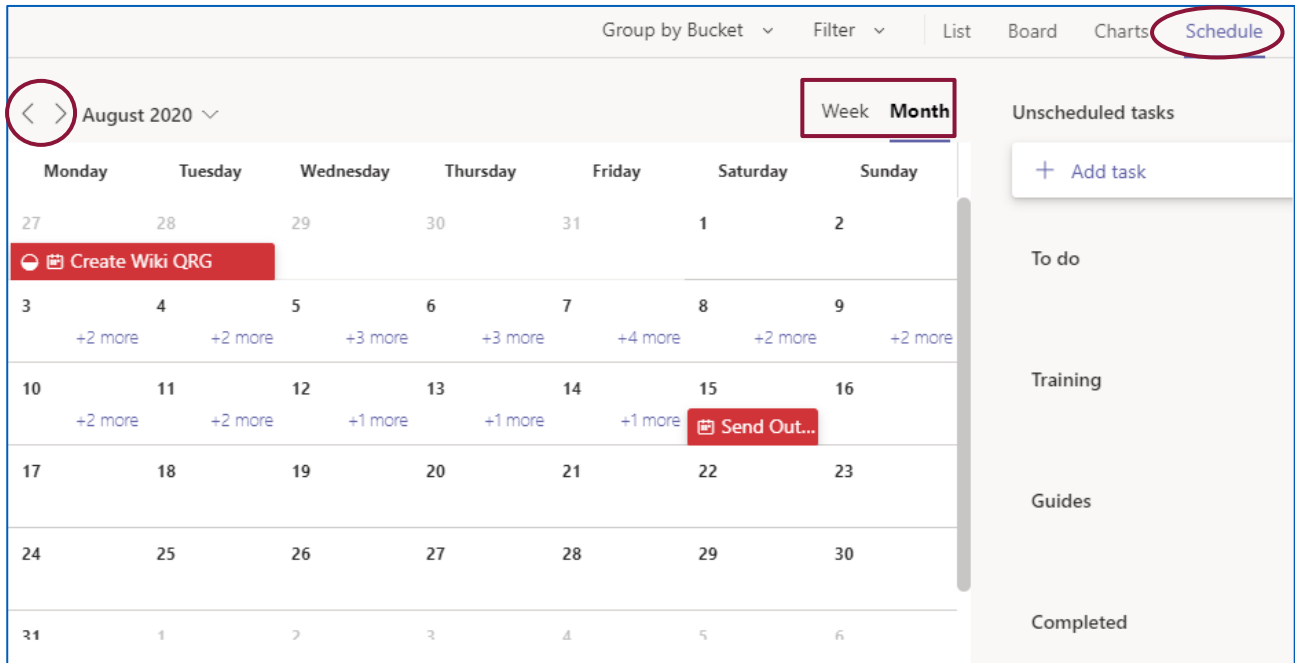 Group by Bucket Filter List Board Charts Schedule
August 2020 Week Month Unscheduled tasks
Monday Tuesday Wednesday Thursday Friday Saturday Sunday + Add task
27 28 29 30 31 1 2
Create Wiki QRG To do
3 4 5 6 7 8 9
+2 more +2 more +3 more +3 more +4 more +2 more +2 more
10 11 12 13 14 15 16 Training
+2 more +2 more +1 more +1 more +1 more Send Out...
17 18 19 20 21 22 23
Guides
24 25 26 27 28 29 30
31 1 2 3 4 5 6 Completed